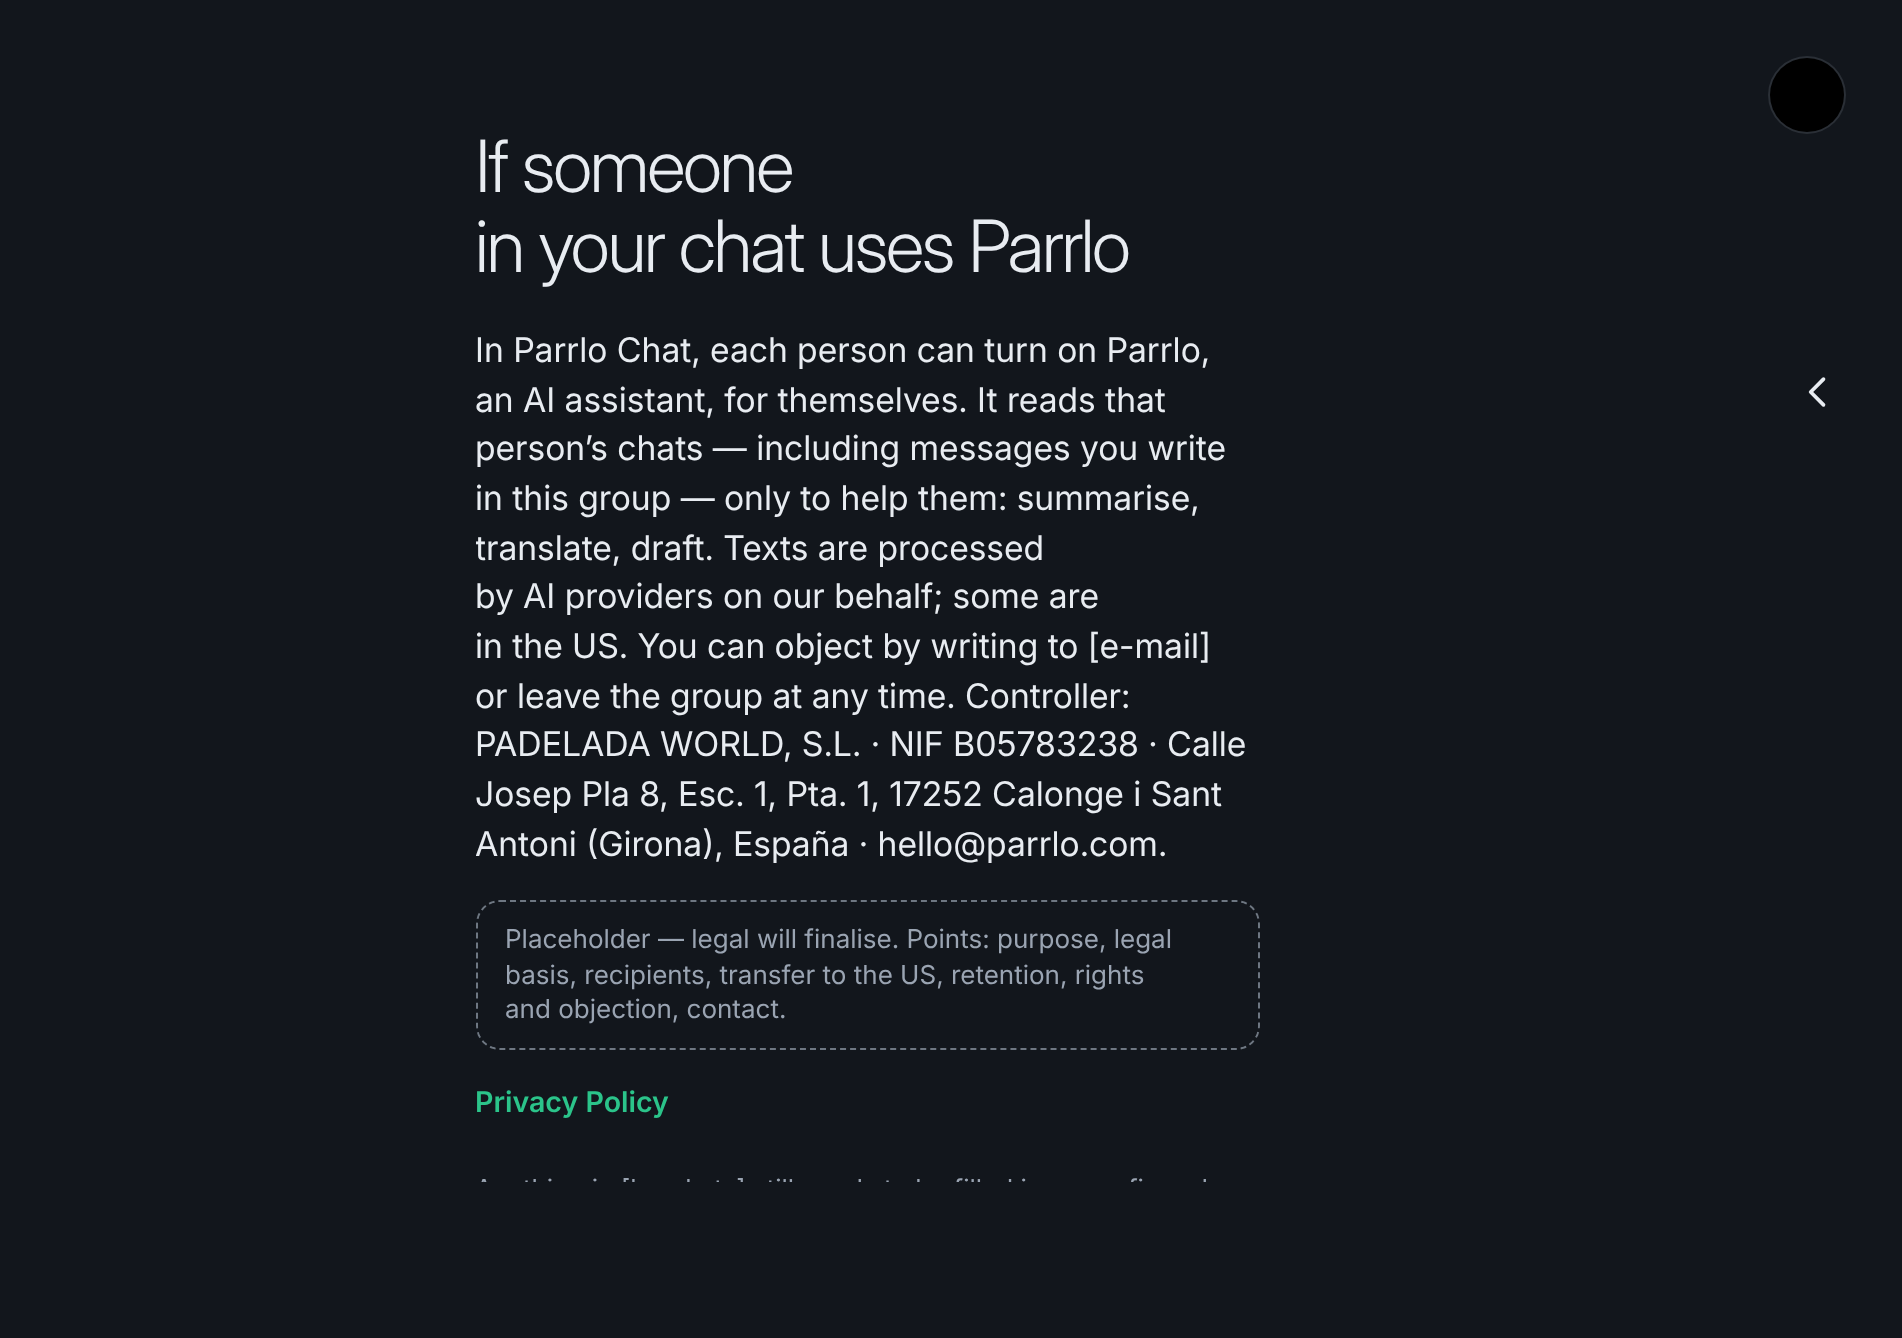 If someone
in your chat uses Parrlo
In Parrlo Chat, each person can turn on Parrlo,
an AI assistant, for themselves. It reads that
person’s chats — including messages you write
in this group — only to help them: summarise,
translate, draft. Texts are processed
by AI providers on our behalf; some are
in the US. You can object by writing to [e-mail]
or leave the group at any time. Controller:
PADELADA WORLD, S.L. · NIF B05783238 · Calle
Josep Pla 8, Esc. 1, Pta. 1, 17252 Calonge i Sant
Antoni (Girona), España · hello@parrlo.com.
Placeholder — legal will finalise. Points: purpose, legal
basis, recipients, transfer to the US, retention, rights
and objection, contact.
Privacy Policy